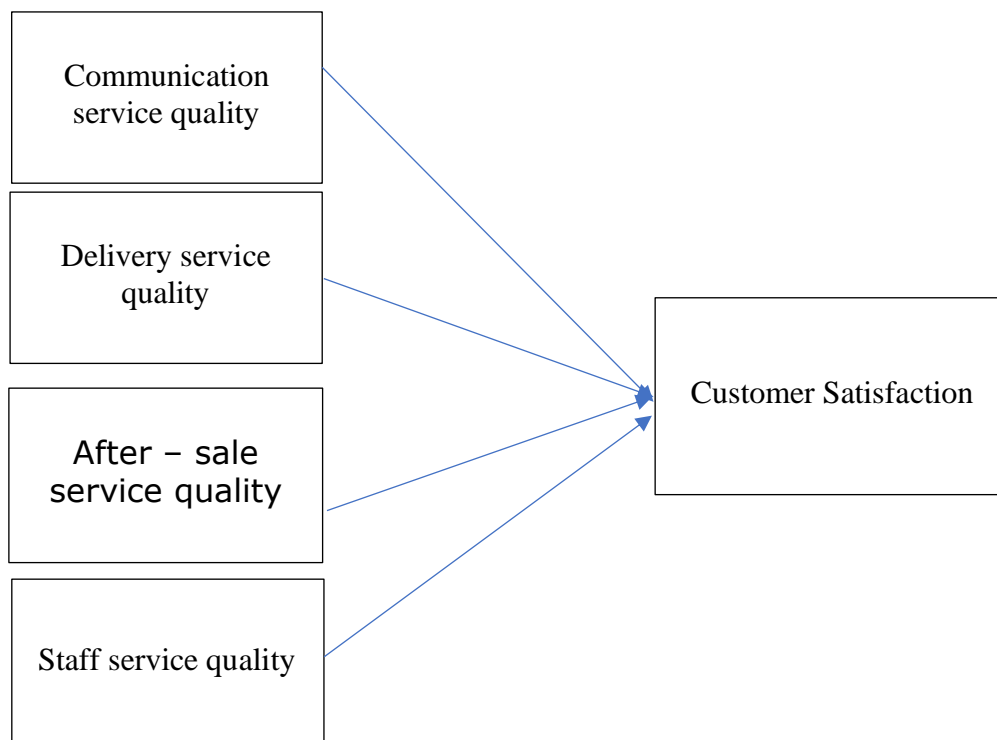 Communication
service quality
Delivery service
quality
After – sale
service quality
Staff service quality
Customer Satisfaction